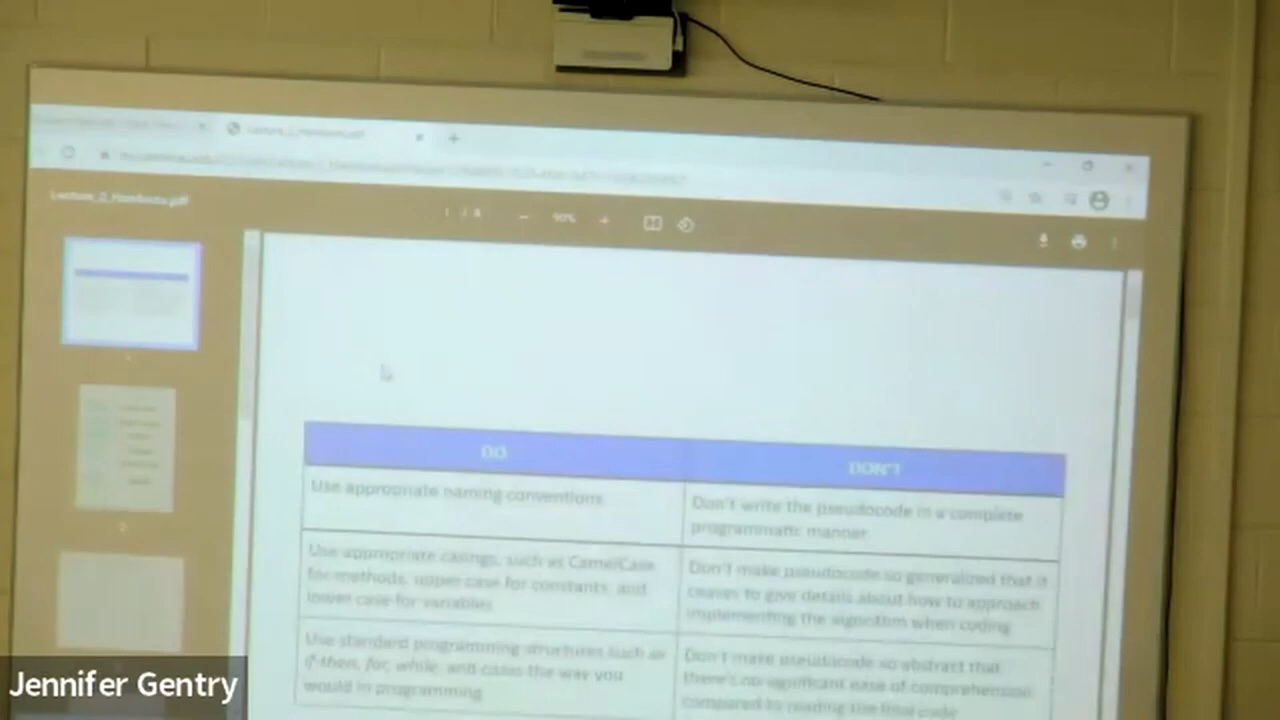 Lecture_2_Handouts.pdf
90%
DO
DON'T
Use appropriate naming conventions
Don't write the pseudocode in a complete
programmatic manner
Use appropriate casings, such as CamelCase
for methods, upper case for constants, and
lower case for variables
Don't make pseudocode so generalized that it
ceases to give details about how to approach
implementing the algorithm when coding
Use standard programming structures such as
if-then, for, while, and cases the way you
would in programming
Don't make pseudocode so abstract that
there's no significant ease of comprehension
compared to reading the final code
Jennifer Gentry